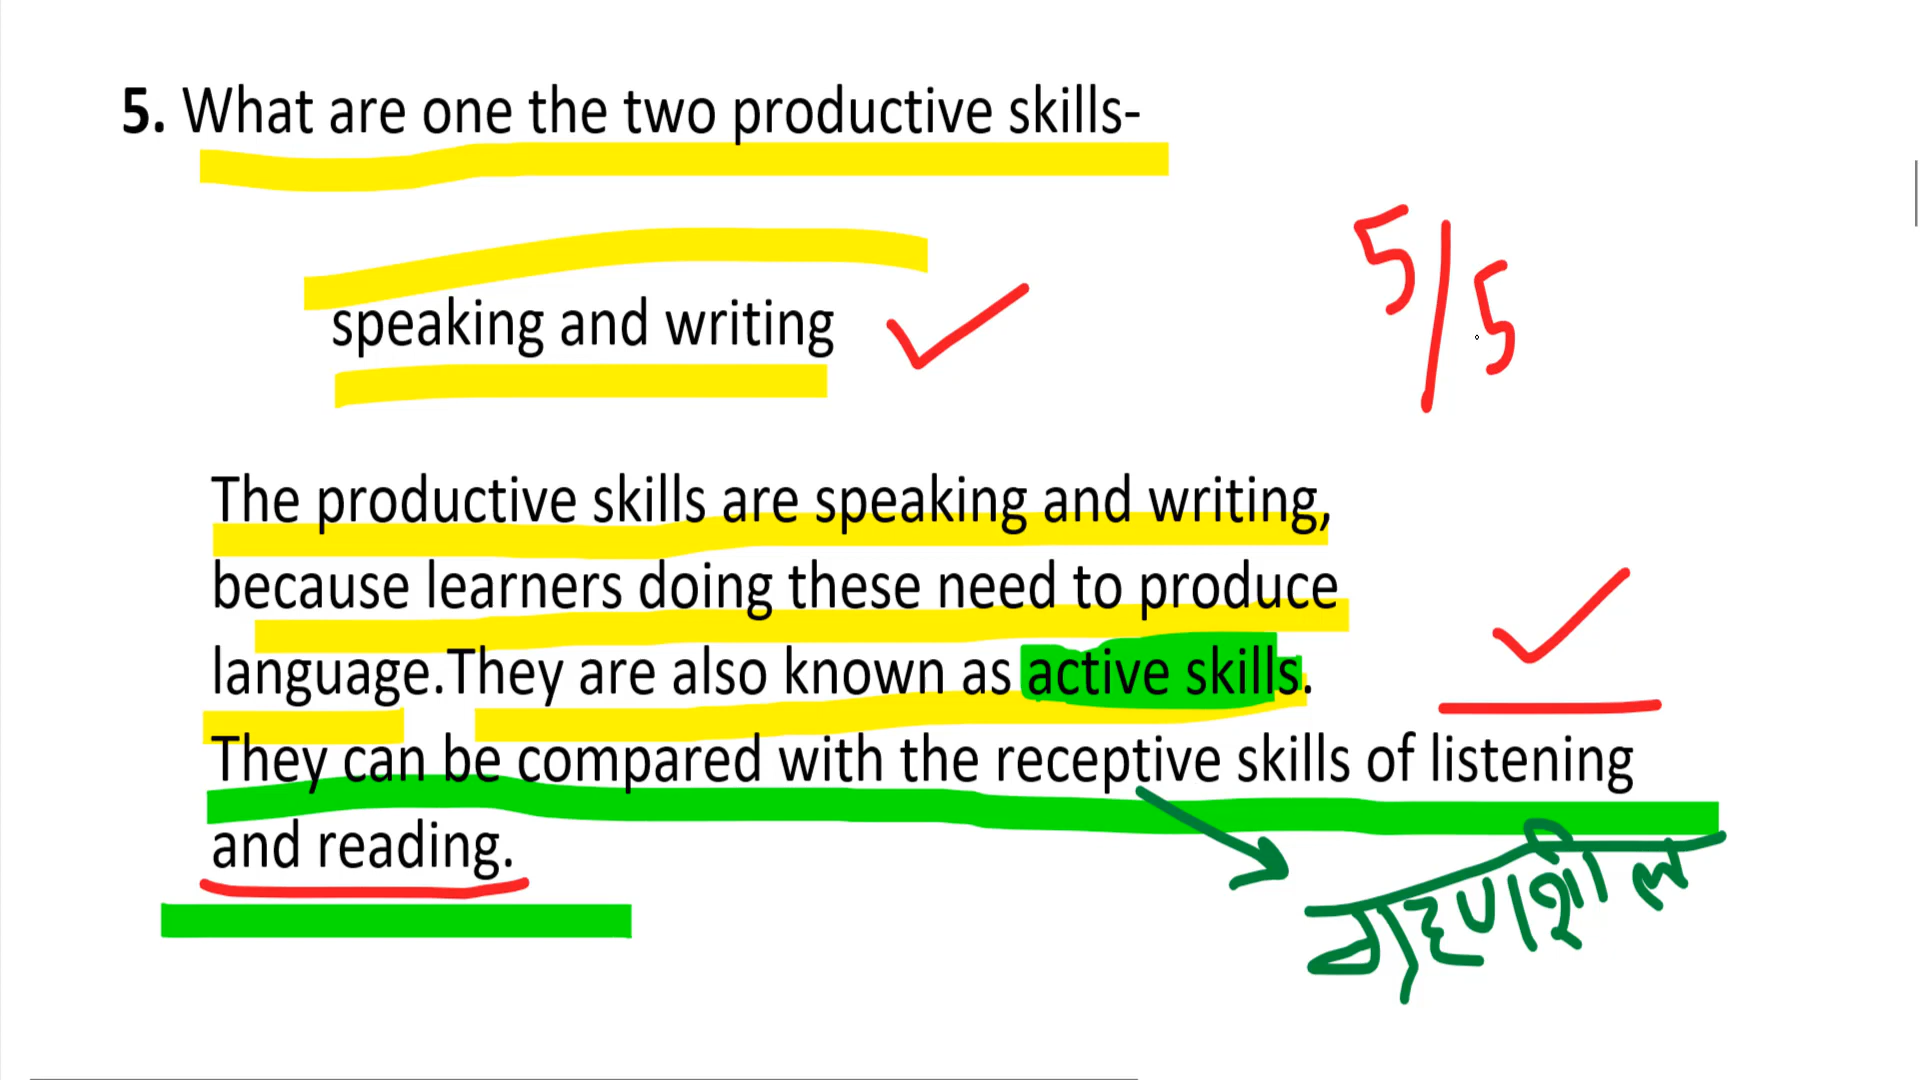 5. What are one the two productive skills-
speaking and writing
5/5
The productive skills are speaking and writing,
because learners doing these need to produce
language.They are also known as active skills.
They can be compared with the receptive skills of listening
and reading.
ग्रहणशील